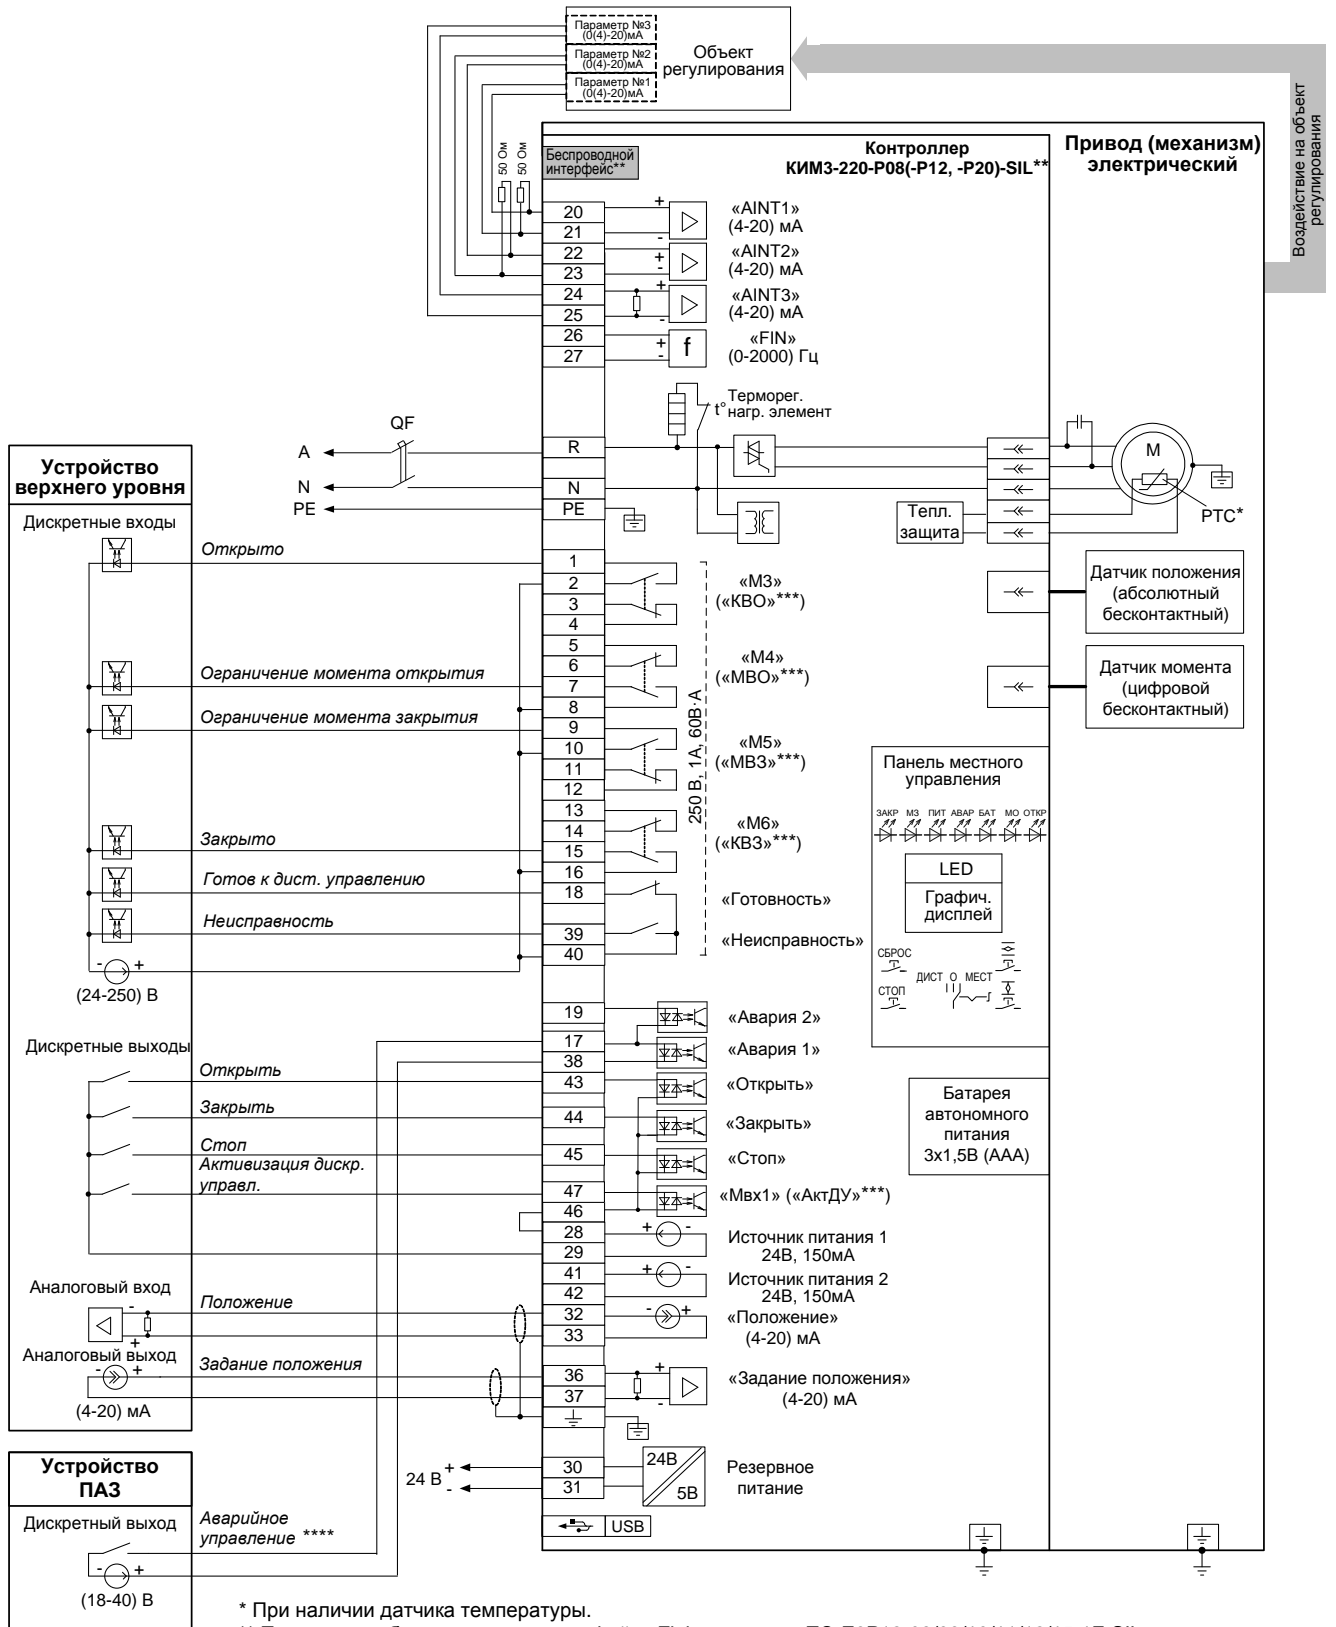 Параметр №3
(0(4)-20)мА
Параметр №2
(0(4)-20)мА
Параметр №1
(0(4)-20)мА
Объект
регулирования
Воздействие на объект
регулирования
50 Ом
50 Ом
Беспроводной
интерфейс**
Контроллер
КИМ3-220-Р08(-Р12, -Р20)-SIL**
Привод (механизм)
электрический
20
21
22
23
24
25
26
27
+
-
«AINT1»
(4-20) мА
+
-
«AINT2»
(4-20) мА
+
-
«AINT3»
(4-20) мА
+
-
f
«FIN»
(0-2000) Гц
t°
Терморег.
нагр. элемент
QF
A
N
PE
R
N
PE
M
PTC*
Тепл.
защита
Датчик положения
(абсолютный
бесконтактный)
Датчик момента
(цифровой
бесконтактный)
Устройство
верхнего уровня
Дискретные входы
Открыто
Ограничение момента открытия
Ограничение момента закрытия
Закрыто
Готов к дист. управлению
Неисправность
- +
(24-250) В
1
2
3
4
5
6
7
8
9
10
11
12
13
14
15
16
18
39
40
«М3»
(«КВО»***)
«М4»
(«МВО»***)
«М5»
(«МВЗ»***)
«М6»
(«КВЗ»***)
250 В, 1А, 60В·А
«Готовность»
«Неисправность»
Панель местного
управления
ЗАКР МЗ ПИТ АВАР БАТ МО ОТКР
LED
Графич.
дисплей
СБРОС
СТОП
ДИСТ О МЕСТ
Батарея
автономного
питания
3х1,5В (ААА)
Дискретные выходы
Открыть
Закрыть
Стоп
Активизация дискр.
управл.
19
17
38
43
44
45
47
46
28
29
41
42
32
33
36
37
«Авария 2»
«Авария 1»
«Открыть»
«Закрыть»
«Стоп»
«Мвх1» («АктДУ»***)
+ -
Источник питания 1
24В, 150мА
+ -
Источник питания 2
24В, 150мА
- +
«Положение»
(4-20) мА
+
-
«Задание положения»
(4-20) мА
Аналоговый вход
-
+
Положение
Аналоговый выход
- +
Задание положения
(4-20) мА
24 В
+
-
30
31
24В
5В
Резервное
питание
USB
Устройство
ПАЗ
Дискретный выход
Аварийное
управление ****
- +
(18-40) В
* При наличии датчика температуры.